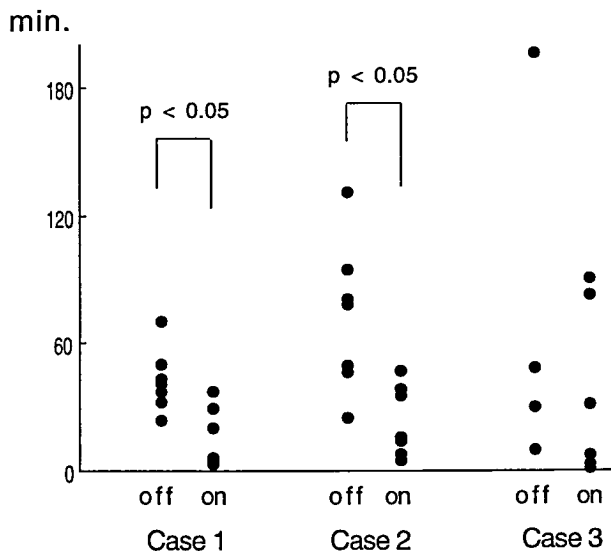 min.
180
120
60
0
p < 0.05
p < 0.05
off on off on off on
Case 1 Case 2 Case 3